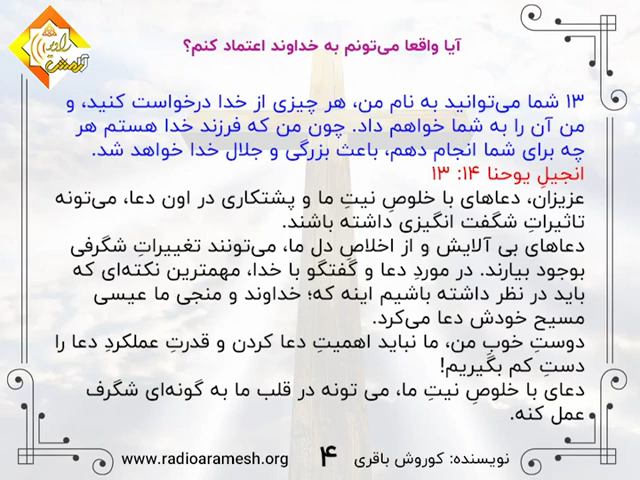 آیا واقعا می‌تونم به خداوند اعتماد کنم؟
۱۳ شما می‌توانید به نام من، هر چیزی از خدا درخواست کنید، و
من آن را به شما خواهم داد. چون من که فرزند خدا هستم هر
چه برای شما انجام دهم، باعث بزرگی و جلال خدا خواهد شد.
انجیلِ یوحنا ۱۴: ۱۳
عزیزان، دعاهای با خلوصِ نیتِ ما و پشتکاری در اون دعا، می‌تونه
تاثیراتِ شگفت انگیزی داشته باشند.
دعاهای بی آلایش و از اخلاصِ دل ما، می‌تونند تغییراتِ شگرفی
بوجود بیارند. در موردِ دعا و گفتگو با خدا، مهمترین نکته‌ای که
باید در نظر داشته باشیم اینه که؛ خداوند و منجی ما عیسی
مسیح خودش دعا می‌کرد.
دوستِ خوبِ من، ما نباید اهمیتِ دعا کردن و قدرتِ عملکردِ دعا را
دستِ کم بگیریم!
دعای با خلوصِ نیتِ ما، می تونه در قلب ما به گونه‌ای شگرف
عمل کنه.
نویسنده: کوروش باقری ۴ www.radioaramesh.org